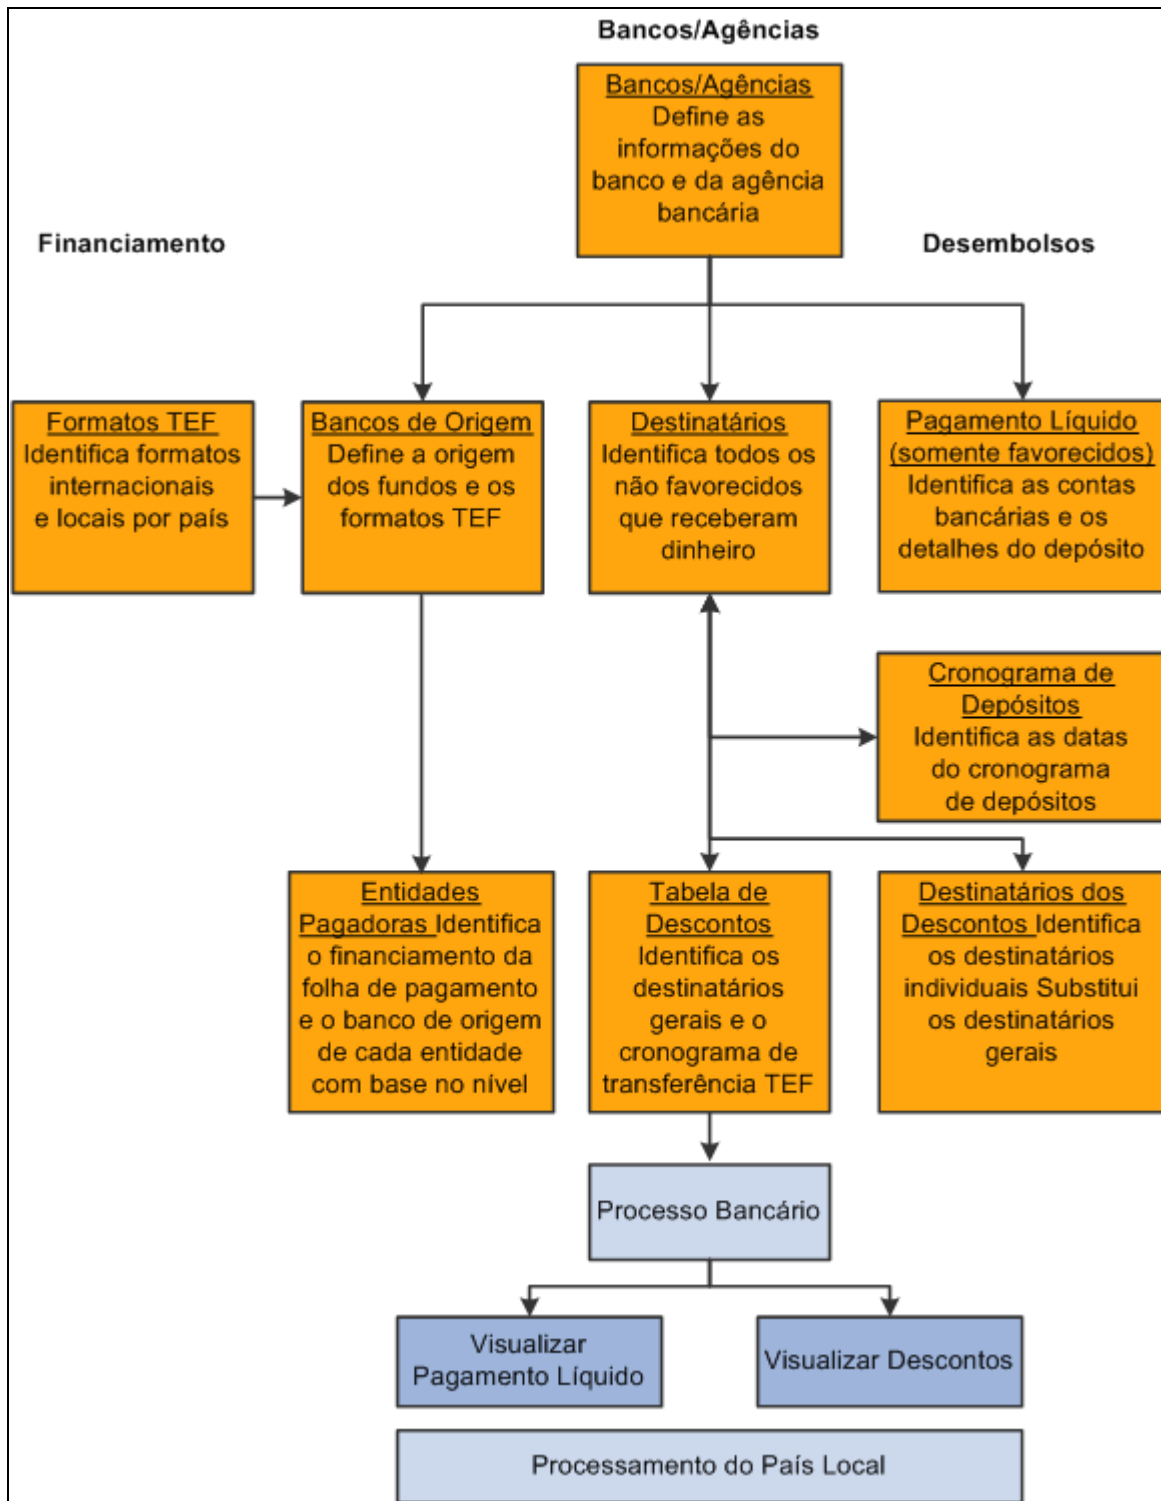 Bancos/Agências
Bancos/Agências
Define as
informações do
banco e da agência
bancária
Financiamento
Desembolsos
Formatos TEF
Identifica formatos
internacionais
e locais por país
Bancos de Origem
Define a origem
dos fundos e os
formatos TEF
Destinatários
Identifica todos os
não favorecidos
que receberam
dinheiro
Pagamento Líquido
(somente favorecidos)
Identifica as contas
bancárias e os
detalhes do depósito
Cronograma de
Depósitos
Identifica as datas
do cronograma
de depósitos
Entidades
Pagadoras Identifica
o financiamento da
folha de pagamento
e o banco de origem
de cada entidade
com base no nível
Tabela de
Descontos
Identifica os
destinatários
gerais e o
cronograma de
transferência TEF
Destinatários dos
Descontos Identifica
os destinatários
individuais Substitui
os destinatários
gerais
Processo Bancário
Visualizar
Pagamento Líquido
Visualizar Descontos
Processamento do País Local